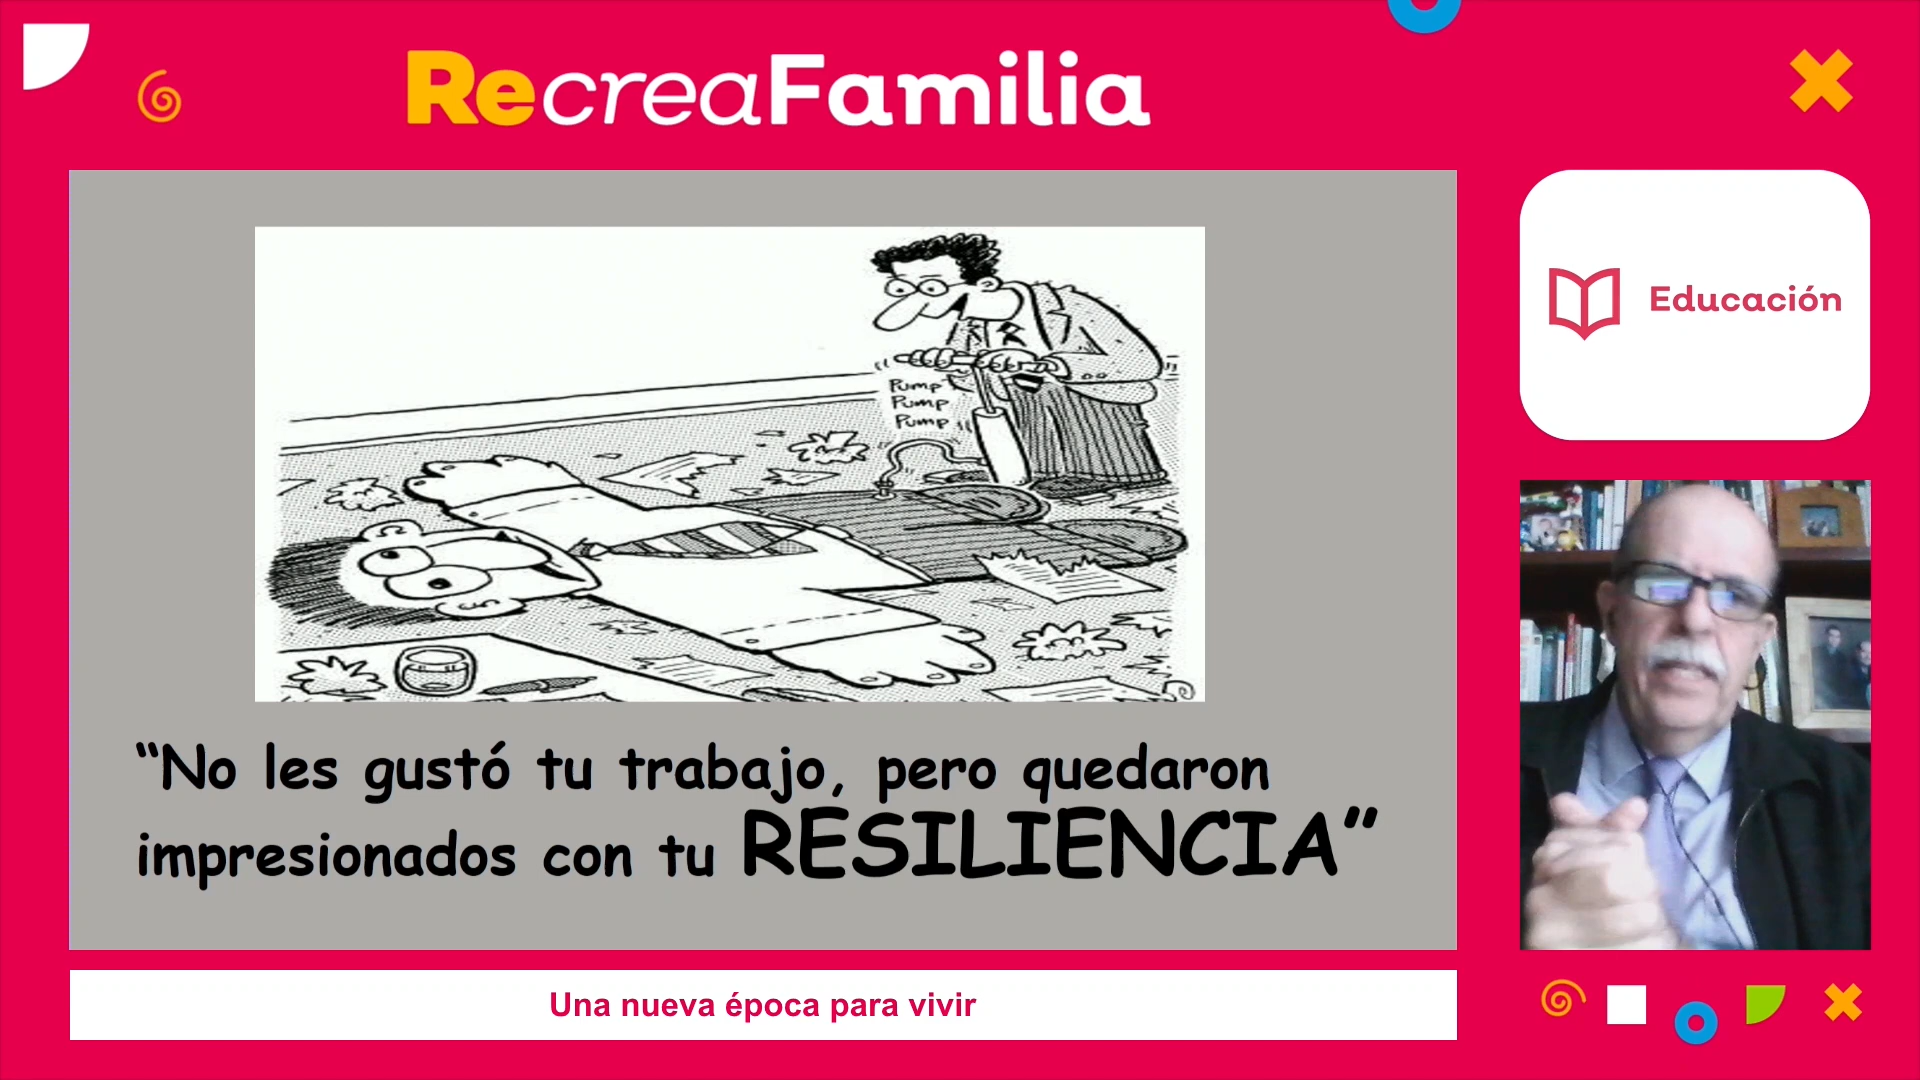 RecreaFamilia
Educación
Pump
Pump
Pump
“No les gustó tu trabajo, pero quedaron
impresionados con tu RESILIENCIA”
Una nueva época para vivir